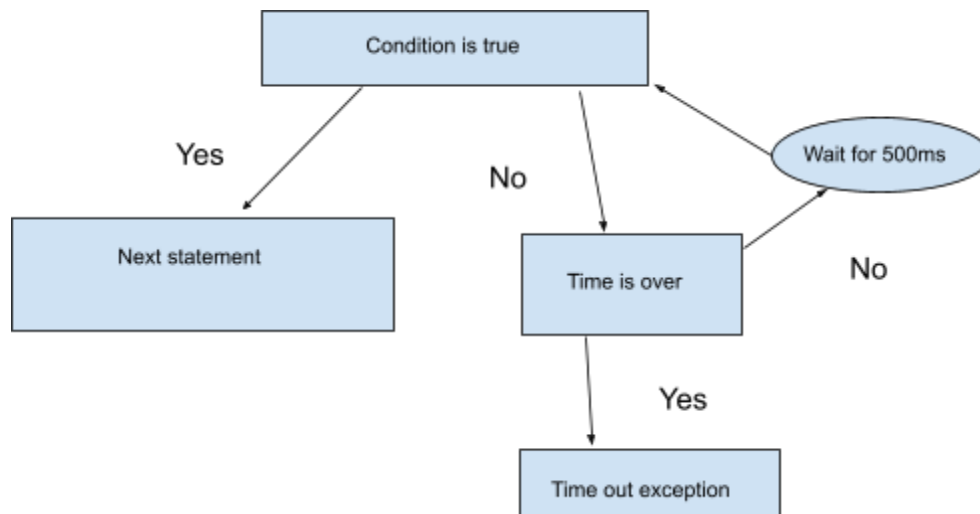 Condition is true
Yes
No
Wait for 500ms
Next statement
Time is over
No
Yes
Time out exception